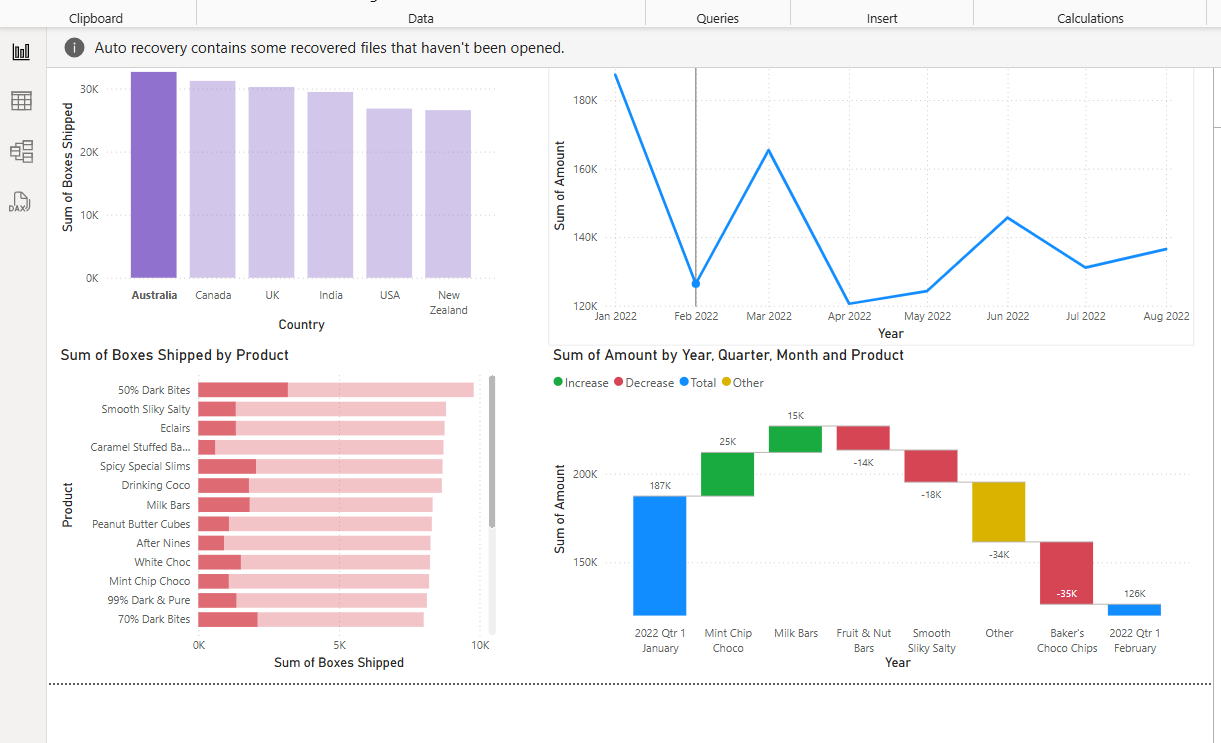 Clipboard
Data
Queries
Insert
Calculations
Auto recovery contains some recovered files that haven't been opened.
DAX
Sum of Boxes Shipped
30K
20K
10K
0K
Australia
Canada
UK
India
USA
New
Zealand
Country
Sum of Amount
180K
160K
140K
120K
Jan 2022
Feb 2022
Mar 2022
Apr 2022
May 2022
Jun 2022
Jul 2022
Aug 2022
Year
Sum of Boxes Shipped by Product
Product
50% Dark Bites
Smooth Sliky Salty
Eclairs
Caramel Stuffed Ba...
Spicy Special Slims
Drinking Coco
Milk Bars
Peanut Butter Cubes
After Nines
White Choc
Mint Chip Choco
99% Dark & Pure
70% Dark Bites
0K
5K
10K
Sum of Boxes Shipped
Sum of Amount by Year, Quarter, Month and Product
Increase
Decrease
Total
Other
Sum of Amount
200K
150K
187K
25K
15K
-14K
-18K
-34K
-35K
126K
2022 Qtr 1
January
Mint Chip
Choco
Milk Bars
Fruit & Nut
Bars
Smooth
Sliky Salty
Other
Baker's
Choco Chips
2022 Qtr 1
February
Year